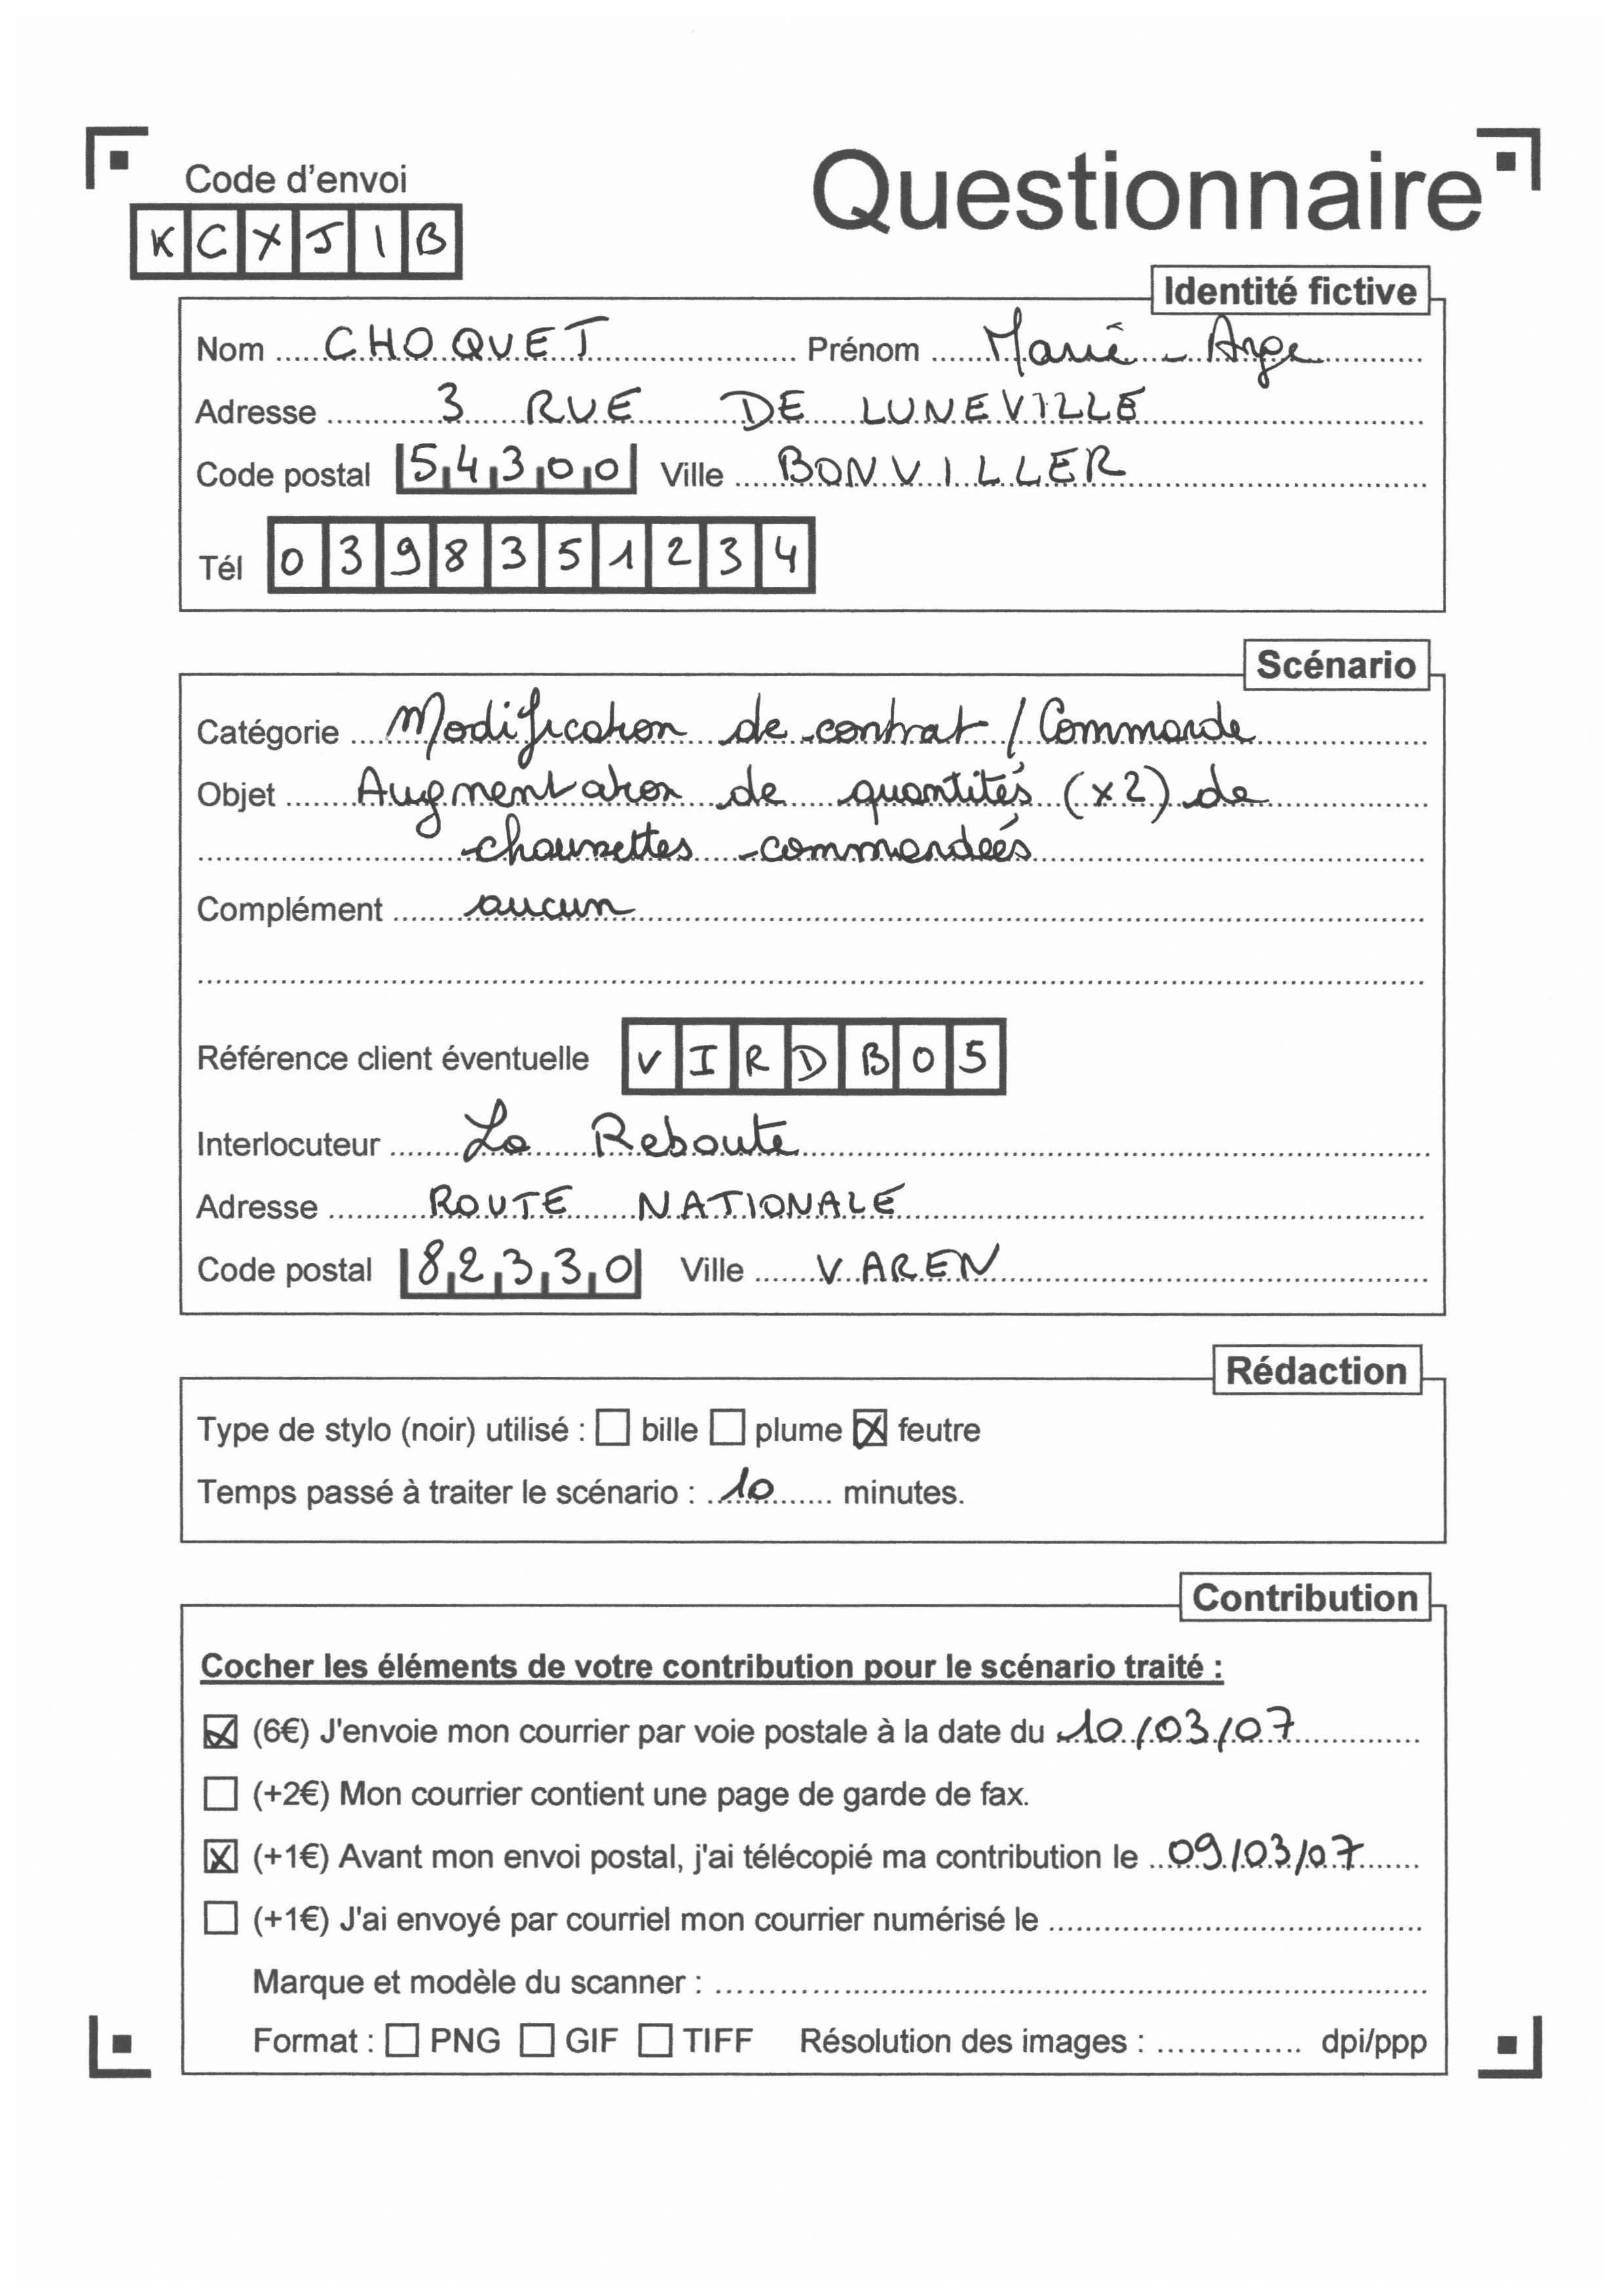 Code d'envoi
Questionnaire
KCXJIB
Identité fictive
Nom CHOQUET Prénom Marie-Ange
Adresse 3 RUE DE LUNEVILLE
Code postal 54300 Ville BONVILLER
Tél 0398351234
Scénario
Catégorie Modification de contrat / Commande
Objet Augmentation de quantités (x2) de
chaussettes commandées
Complément aucun
Référence client éventuelle VIRDB05
Interlocuteur La Reboute
Adresse ROUTE NATIONALE
Code postal 82330 Ville VAREN
Rédaction
Type de stylo (noir) utilisé : ☐ bille ☐ plume ☒ feutre
Temps passé à traiter le scénario : 10 minutes.
Contribution
Cocher les éléments de votre contribution pour le scénario traité :
☒ (6€) J'envoie mon courrier par voie postale à la date du 10/03/07
☐ (+2€) Mon courrier contient une page de garde de fax.
☒ (+1€) Avant mon envoi postal, j'ai télécopié ma contribution le 09/03/07
☐ (+1€) J'ai envoyé par courriel mon courrier numérisé le
Marque et modèle du scanner :
Format : ☐ PNG ☐ GIF ☐ TIFF Résolution des images : dpi/ppp